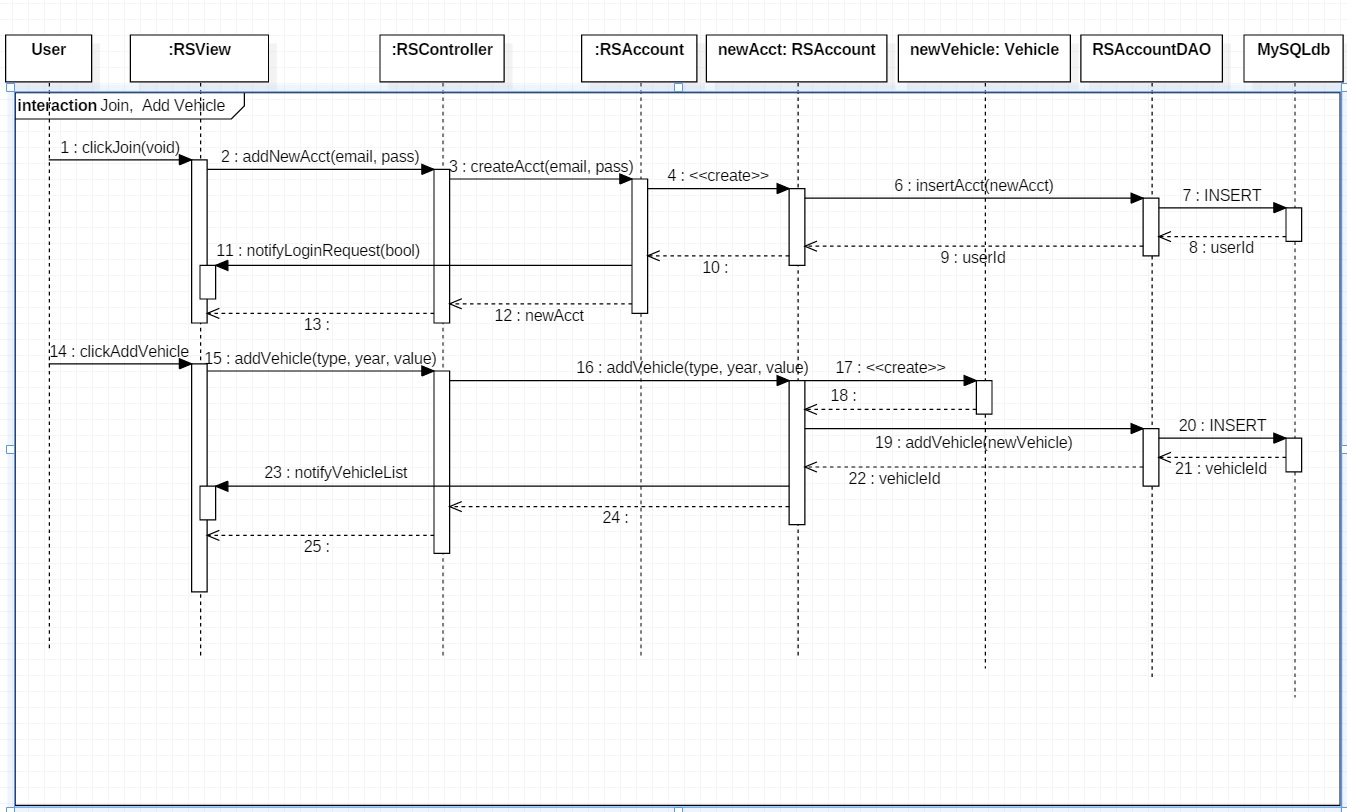 User
:RSView
:RSController
:RSAccount
newAcct: RSAccount
newVehicle: Vehicle
RSAccountDAO
MySQLdb
interaction Join,  Add Vehicle
1 : clickJoin(void)
2 : addNewAcct(email, pass)
3 : createAcct(email, pass)
4 : <<create>>
6 : insertAcct(newAcct)
7 : INSERT
8 : userId
9 : userId
10 :
11 : notifyLoginRequest(bool)
12 : newAcct
13 :
14 : clickAddVehicle
15 : addVehicle(type, year, value)
16 : addVehicle(type, year, value)
17 : <<create>>
18 :
19 : addVehicle(newVehicle)
20 : INSERT
21 : vehicleId
22 : vehicleId
23 : notifyVehicleList
24 :
25 :